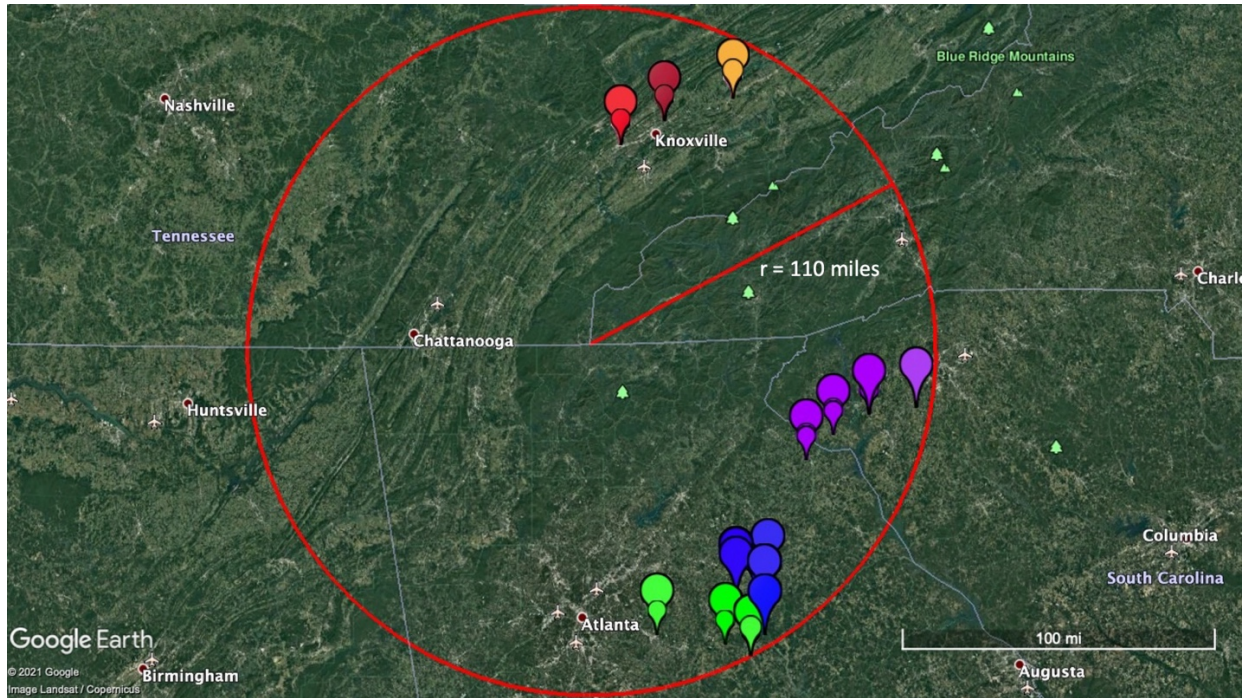 Blue Ridge Mountains
Nashville
Knoxville
Tennessee
r = 110 miles
Charle
Chattanooga
Huntsville
Columbia
South Carolina
Atlanta
Google Earth
100 mi
© 2021 Google
Birmingham
Augusta
Image Landsat / Copernicus